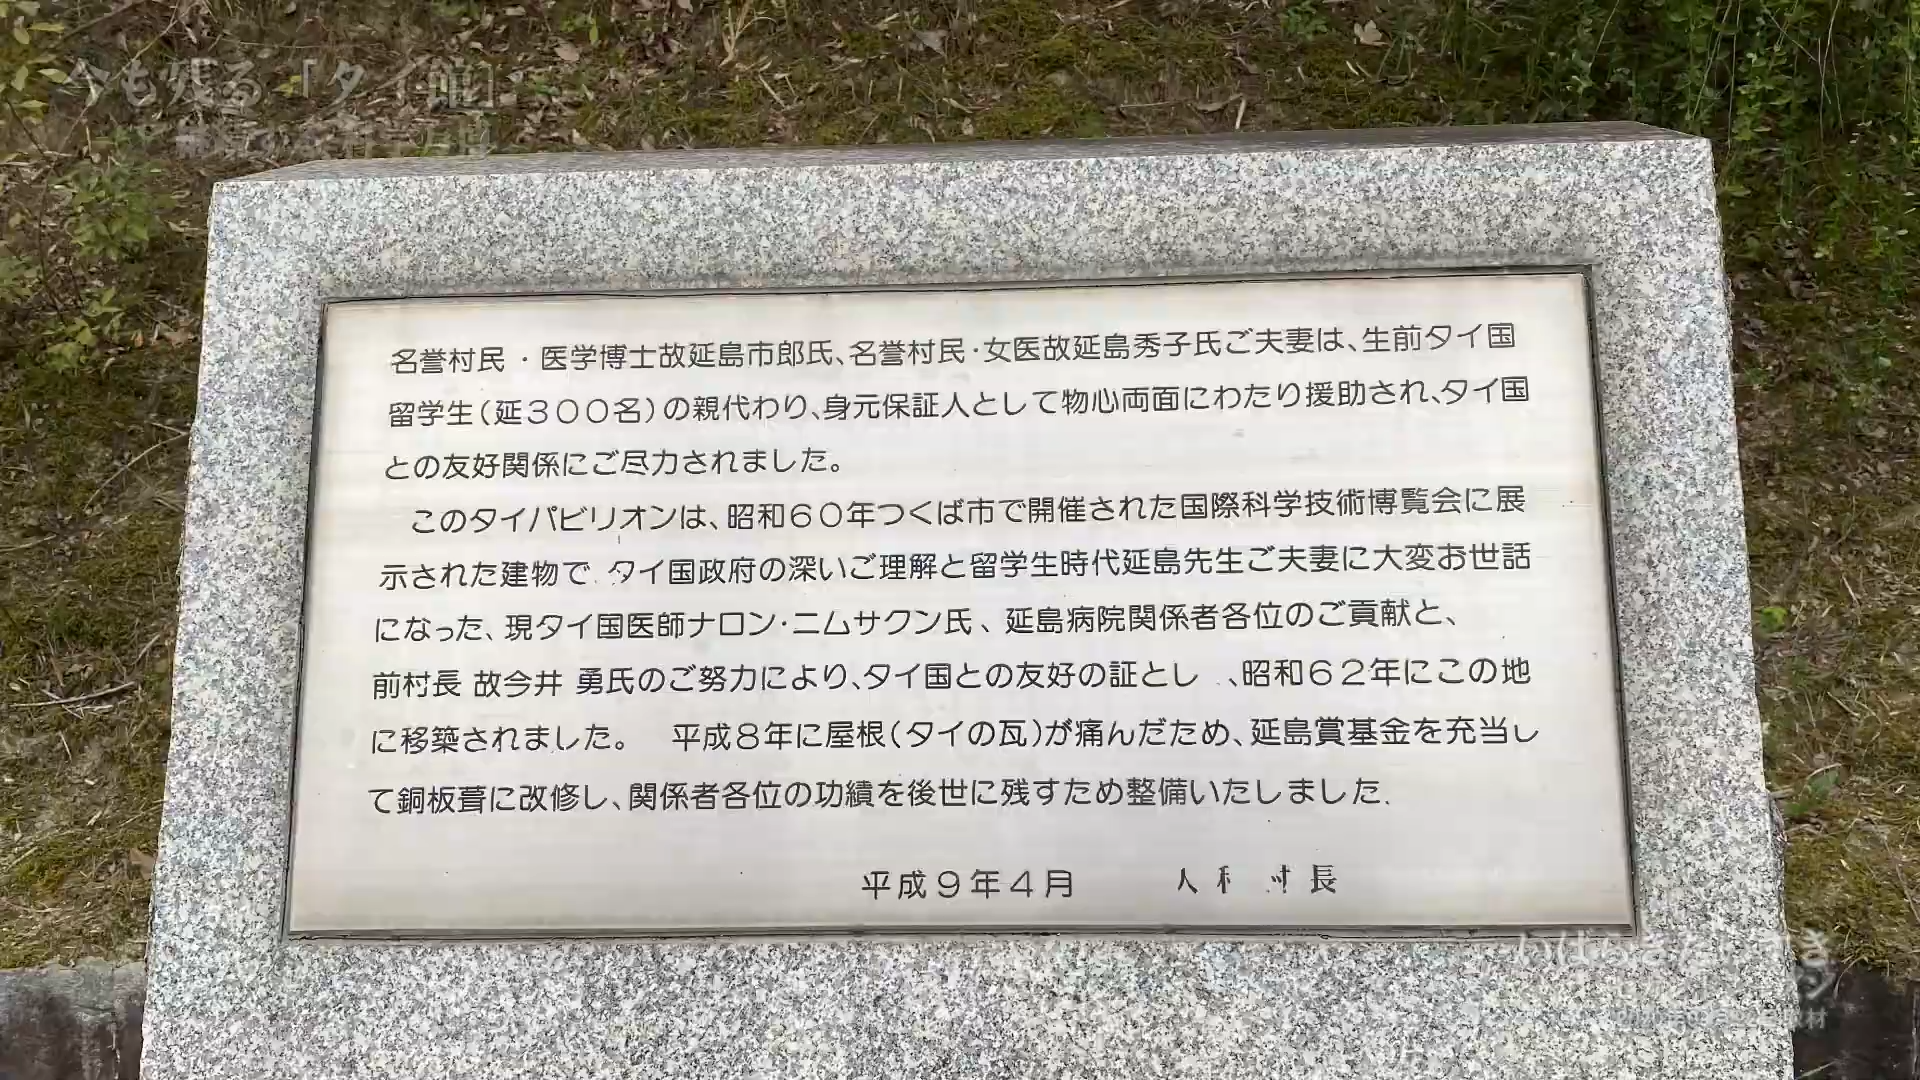 今も残る「タイ館」
名誉村民・医学博士故延島市郎氏、名誉村民・女医故延島秀子氏ご夫妻は、生前タイ国
留学生(延300名)の親代わり、身元保証人として物心両面にわたり援助され、タイ国
との友好関係にご尽力されました。
このタイパビリオンは、昭和60年つくば市で開催された国際科学技術博覧会に展
示された建物で、タイ国政府の深いご理解と留学生時代延島先生ご夫妻に大変お世話
になった、現タイ国医師ナロン・ニムサクン氏、延島病院関係者各位のご貢献と、
前村長 故今井 勇氏のご努力により、タイ国との友好の証とし 、昭和62年にこの地
に移築されました。 平成8年に屋根(タイの瓦)が痛んだため、延島賞基金を充当し
て銅板葺に改修し、関係者各位の功績を後世に残すため整備いたしました.
平成9年4月 村長